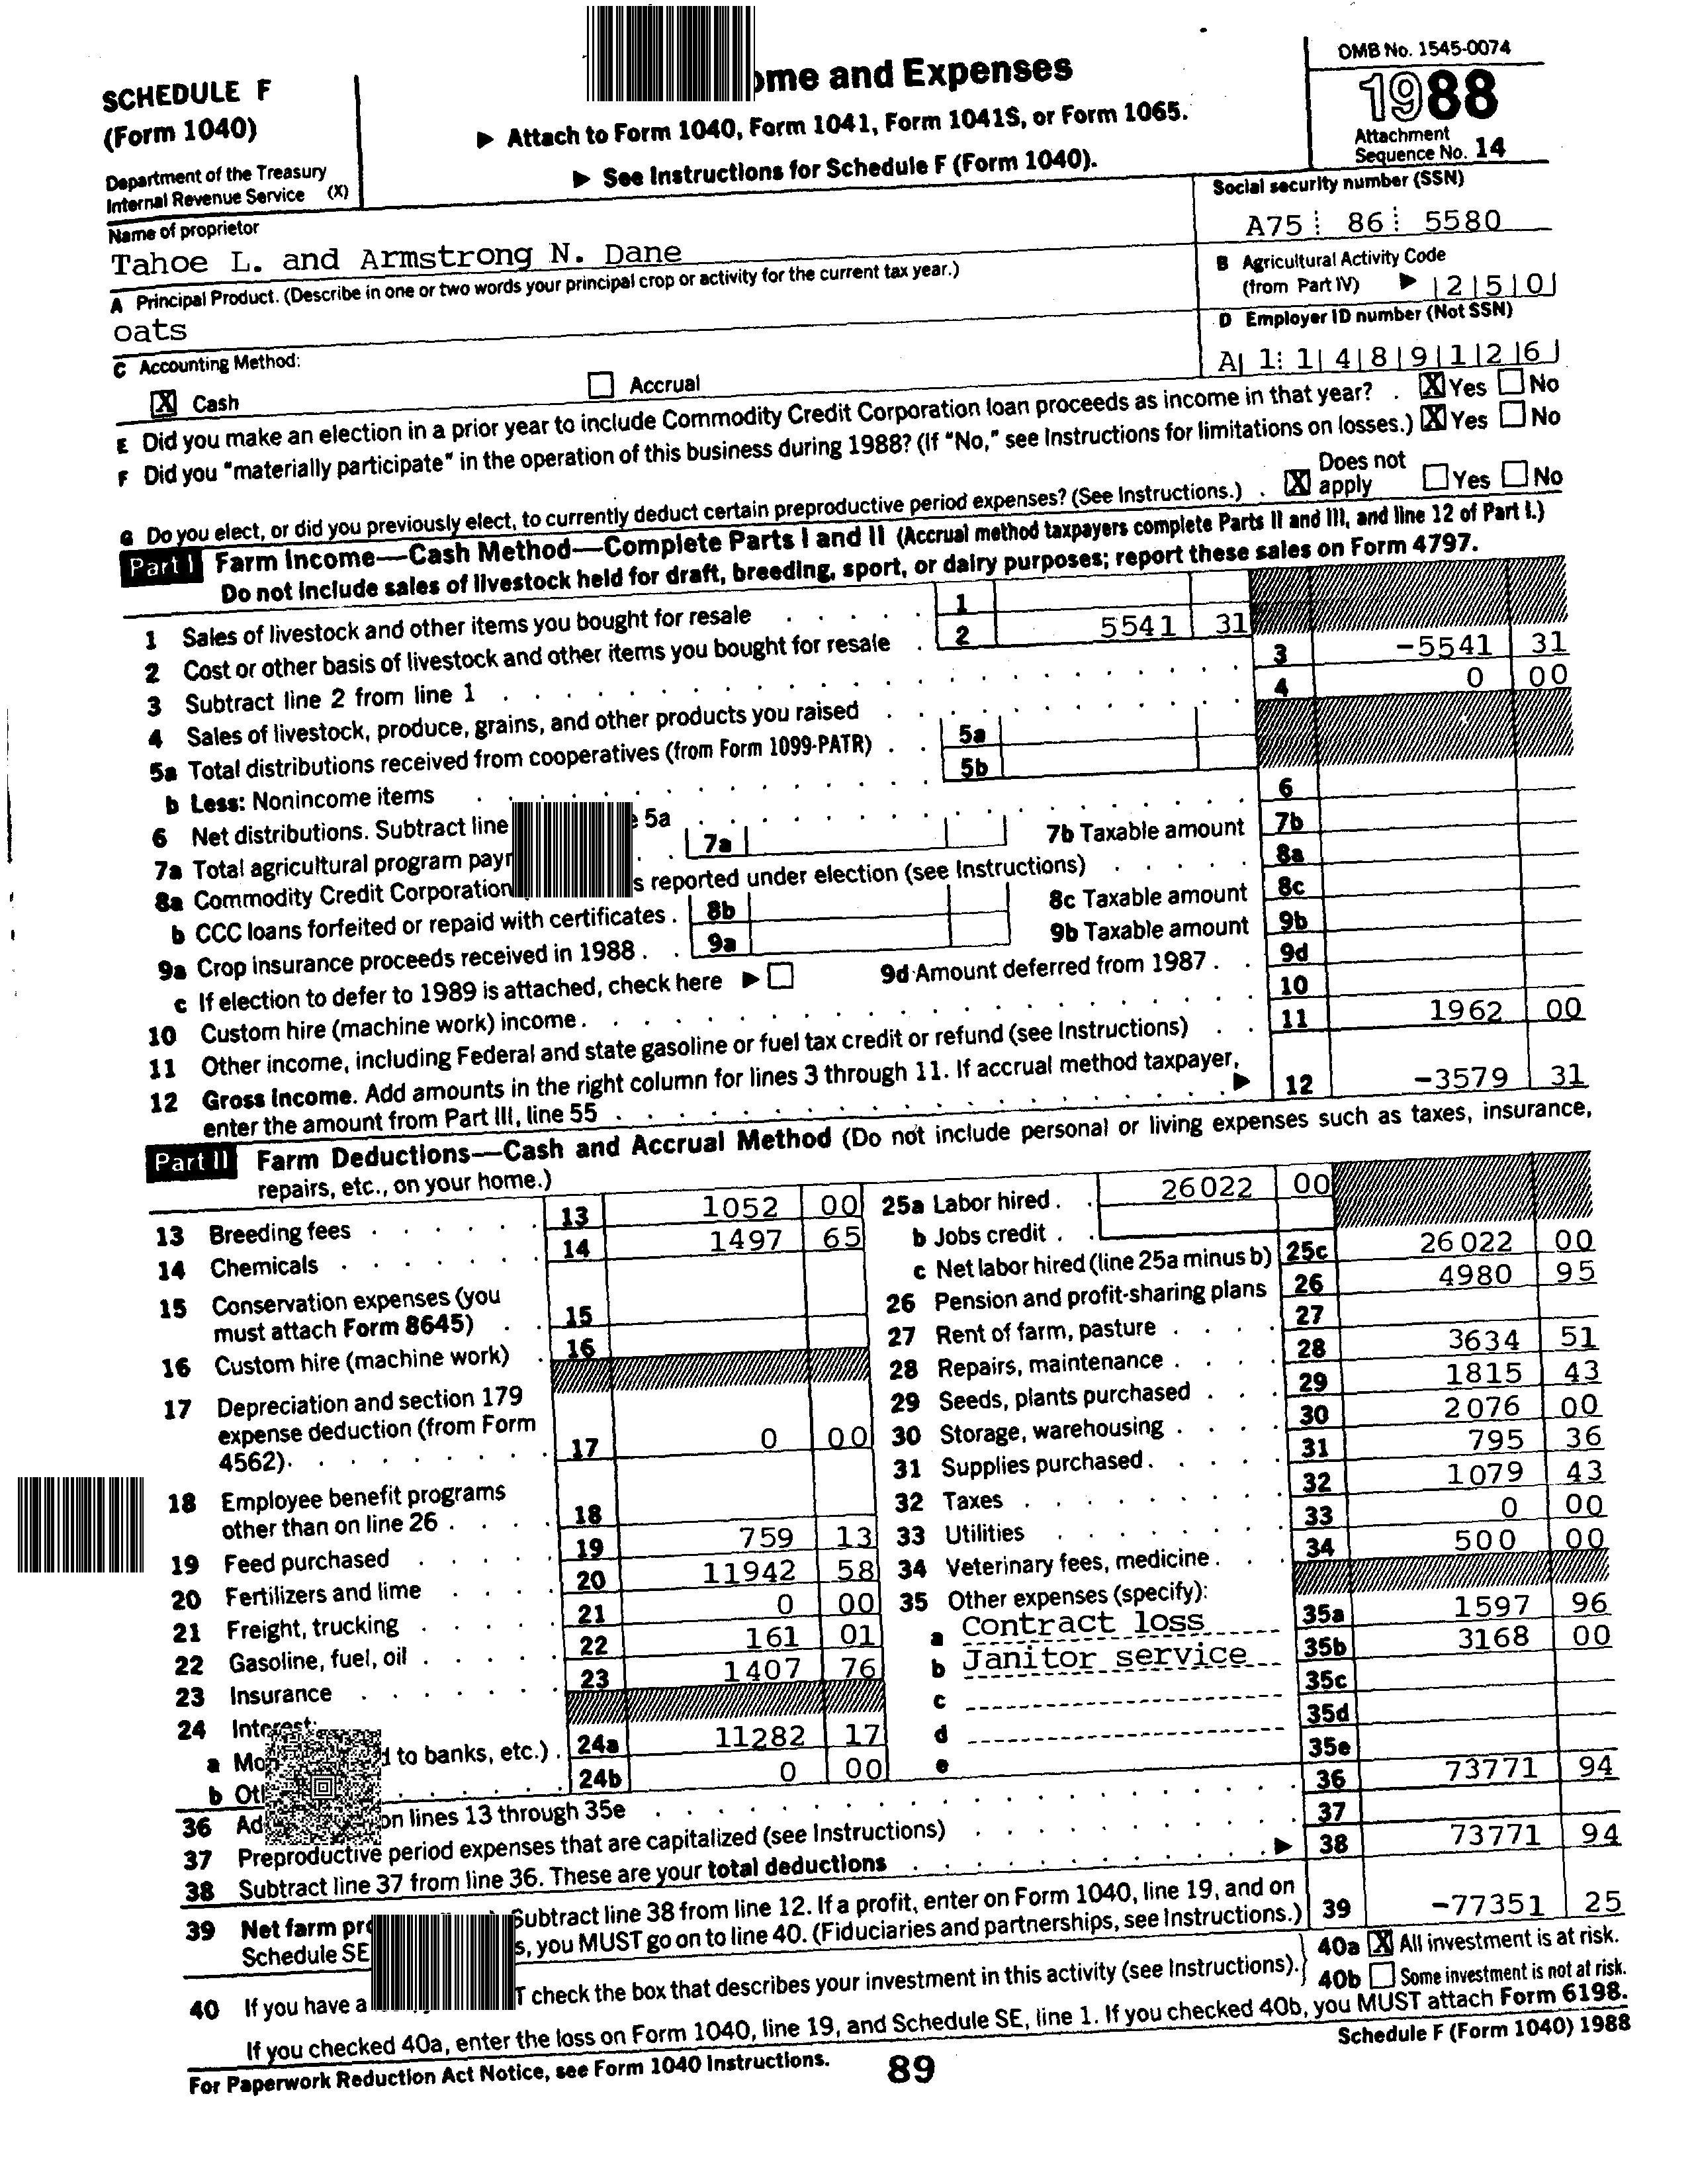 SCHEDULE F
(Form 1040)
Department of the Treasury
Internal Revenue Service (X)
and Expenses
▶ Attach to Form 1040, Form 1041, Form 1041S, or Form 1065.
▶ See Instructions for Schedule F (Form 1040).
OMB No. 1545-0074
1988
Attachment
Sequence No. 14
Name of proprietor
Tahoe L. and Armstrong N. Dane
Social security number (SSN)
A75 86 5580
A Principal Product. (Describe in one or two words your principal crop or activity for the current tax year.)
oats
B Agricultural Activity Code
(from Part IV) ▶ 2 5 0
D Employer ID number (Not SSN)
A 1 1 4 8 9 1 2 6
C Accounting Method:
X Cash Accrual
E Did you make an election in a prior year to include Commodity Credit Corporation loan proceeds as income in that year? . X Yes No
F Did you "materially participate" in the operation of this business during 1988? (If "No," see Instructions for limitations on losses.) X Yes No
G Do you elect, or did you previously elect, to currently deduct certain preproductive period expenses? (See Instructions.) . X Does not apply Yes No
Part I Farm Income—Cash Method—Complete Parts I and II (Accrual method taxpayers complete Parts II and III, and line 12 of Part I.)
Do not include sales of livestock held for draft, breeding, sport, or dairy purposes; report these sales on Form 4797.
1 Sales of livestock and other items you bought for resale 1
2 Cost or other basis of livestock and other items you bought for resale 2 5541 31
3 Subtract line 2 from line 1 3 -5541 31
4 Sales of livestock, produce, grains, and other products you raised 4 0 00
5a Total distributions received from cooperatives (from Form 1099-PATR) 5a
b Less: Nonincome items 5b
6 Net distributions. Subtract line 5a 6
7a Total agricultural program 7a 7b Taxable amount 7b
8a Commodity Credit Corporation reported under election (see Instructions) 8a
b CCC loans forfeited or repaid with certificates 8b 8c Taxable amount 8c
9a Crop insurance proceeds received in 1988 9a 9b Taxable amount 9b
c If election to defer to 1989 is attached, check here ▶ 9d Amount deferred from 1987 9d
10 Custom hire (machine work) income 10
11 Other income, including Federal and state gasoline or fuel tax credit or refund (see Instructions) 11 1962 00
12 Gross income. Add amounts in the right column for lines 3 through 11. If accrual method taxpayer,
enter the amount from Part III, line 55 ▶ 12 -3579 31
Part II Farm Deductions—Cash and Accrual Method (Do not include personal or living expenses such as taxes, insurance,
repairs, etc., on your home.)
13 Breeding fees 13 1052 00
14 Chemicals 14 1497 65
15 Conservation expenses (you
must attach Form 8645) 15
16 Custom hire (machine work) 16
17 Depreciation and section 179
expense deduction (from Form
4562) 17 0 00
18 Employee benefit programs
other than on line 26 18
19 Feed purchased 19 759 13
20 Fertilizers and lime 20 11942 58
21 Freight, trucking 21 0 00
22 Gasoline, fuel, oil 22 161 01
23 Insurance 23 1407 76
24 Interest:
a to banks, etc.) 24a 11282 17
b 24b 0 00
25a Labor hired 26022 00
b Jobs credit
c Net labor hired (line 25a minus b) 25c 26022 00
26 Pension and profit-sharing plans 26 4980 95
27 Rent of farm, pasture 27
28 Repairs, maintenance 28 3634 51
29 Seeds, plants purchased 29 1815 43
30 Storage, warehousing 30 2076 00
31 Supplies purchased 31 795 36
32 Taxes 32 1079 43
33 Utilities 33 0 00
34 Veterinary fees, medicine 34 500 00
35 Other expenses (specify):
a Contract loss 35a 1597 96
b Janitor service 35b 3168 00
c 35c
d 35d
e 35e
36 on lines 13 through 35e 36 73771 94
37 Preproductive period expenses that are capitalized (see Instructions) 37
38 Subtract line 37 from line 36. These are your total deductions ▶ 38 73771 94
39 Net farm Subtract line 38 from line 12. If a profit, enter on Form 1040, line 19, and on
Schedule SE you MUST go on to line 40. (Fiduciaries and partnerships, see Instructions.) 39 -77351 25
40 If you have a check the box that describes your investment in this activity (see Instructions). 40a X All investment is at risk.
40b Some investment is not at risk.
If you checked 40a, enter the loss on Form 1040, line 19, and Schedule SE, line 1. If you checked 40b, you MUST attach Form 6198.
For Paperwork Reduction Act Notice, see Form 1040 Instructions.
89
Schedule F (Form 1040) 1988